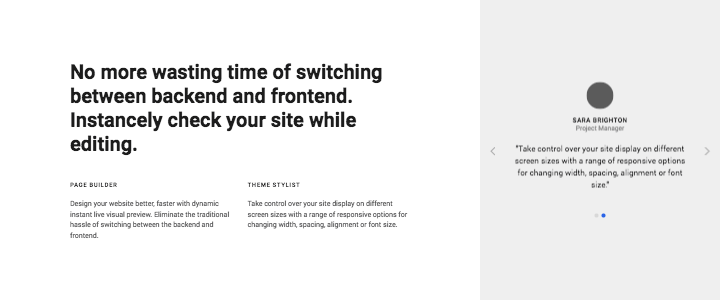 No more wasting time of switching
between backend and frontend.
Instancely check your site while
editing.
PAGE BUILDER
Design your website better, faster with dynamic
instant live visual preview. Eliminate the traditional
hassle of switching between the backend and
frontend.
THEME STYLIST
Take control over your site display on different
screen sizes with a range of responsive options for
changing width, spacing, alignment or font size.
SARA BRIGHTON
Project Manager
"Take control over your site display on different
screen sizes with a range of responsive options
for changing width, spacing, alignment or font
size."